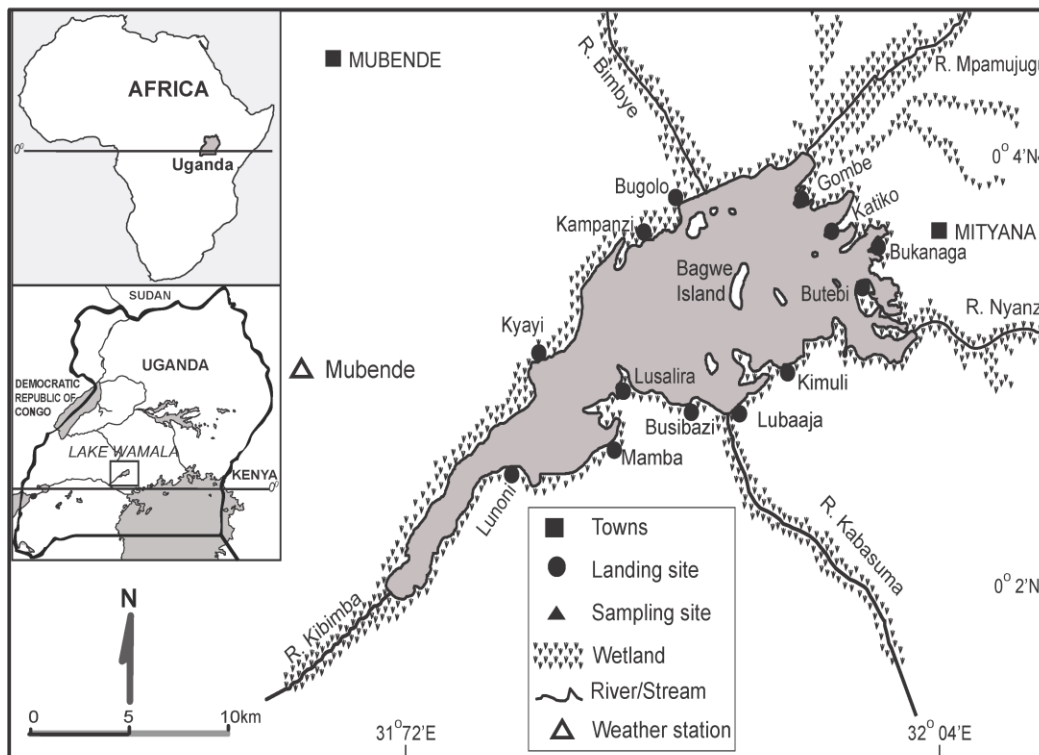 AFRICA
0°
Uganda
SUDAN
UGANDA
DEMOCRATIC
REPUBLIC OF
CONGO
LAKE WAMALA
KENYA
0°
N
0 5 10km
MUBENDE
R. Bimbye
R. Mpamujugu
0° 4'N
Bugolo
Gombe
Kampanzi
Katiko
MITYANA
Bukanaga
Bagwe
Island
Butebi
R. Nyanz
Kyayi
Mubende
Lusalira
Kimuli
Busibazi
Lubaaja
Mamba
Lunoni
R. Kabasuma
0° 2'N
R. Kibimba
Towns
Landing site
Sampling site
Wetland
River/Stream
Weather station
31°72'E
32°04'E